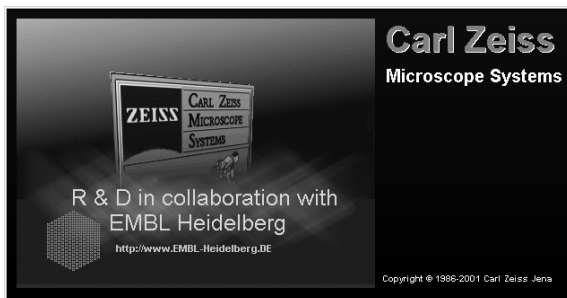 Carl Zeiss
Microscope Systems
ZEISS
CARL ZEISS
MICROSCOPE
SYSTEMS
R & D in collaboration with
EMBL Heidelberg
http://www.EMBL-Heidelberg.DE
Copyright © 1986-2001 Carl Zeiss Jena